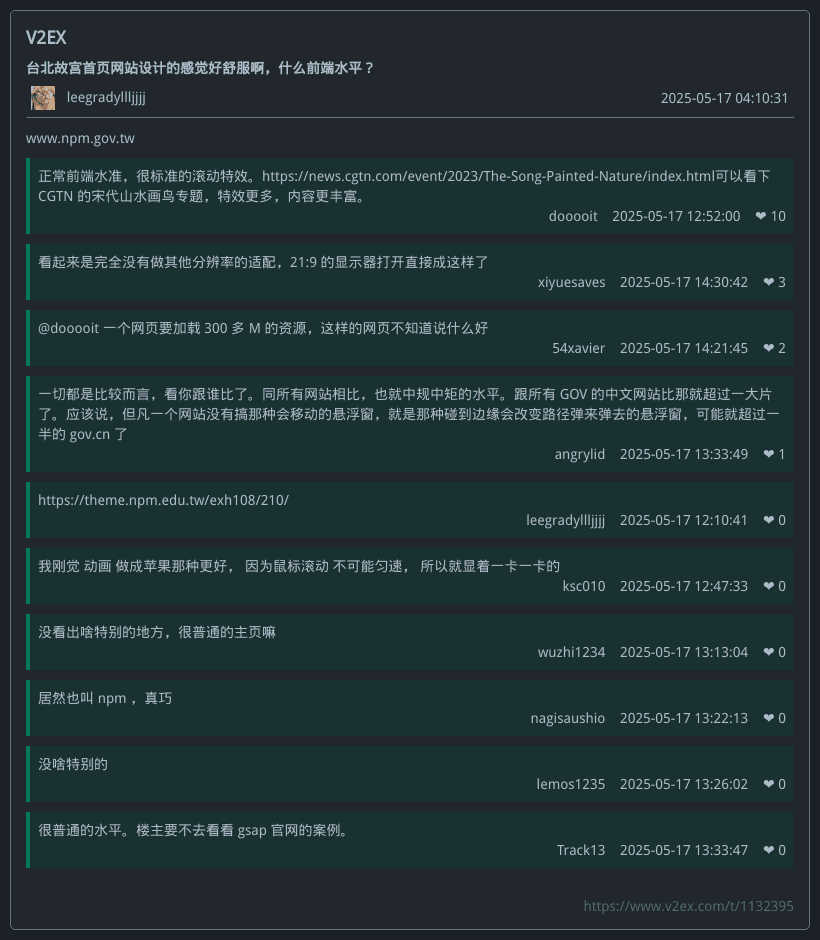 V2EX
台北故宫首页网站设计的感觉好舒服啊，什么前端水平？
leegradyllljjjj 2025-05-17 04:10:31
www.npm.gov.tw
正常前端水准，很标准的滚动特效。https://news.cgtn.com/event/2023/The-Song-Painted-Nature/index.html可以看下
CGTN 的宋代山水画鸟专题，特效更多，内容更丰富。
dooooit 2025-05-17 12:52:00 ❤ 10
看起来是完全没有做其他分辨率的适配，21:9 的显示器打开直接成这样了
xiyuesaves 2025-05-17 14:30:42 ❤ 3
@dooooit 一个网页要加载 300 多 M 的资源，这样的网页不知道说什么好
54xavier 2025-05-17 14:21:45 ❤ 2
一切都是比较而言，看你跟谁比了。同所有网站相比，也就中规中矩的水平。跟所有 GOV 的中文网站比那就超过一大片
了。应该说，但凡一个网站没有搞那种会移动的悬浮窗，就是那种碰到边缘会改变路径弹来弹去的悬浮窗，可能就超过一
半的 gov.cn 了
angrylid 2025-05-17 13:33:49 ❤ 1
https://theme.npm.edu.tw/exh108/210/
leegradyllljjjj 2025-05-17 12:10:41 ❤ 0
我刚觉 动画 做成苹果那种更好， 因为鼠标滚动 不可能匀速， 所以就显着一卡一卡的
ksc010 2025-05-17 12:47:33 ❤ 0
没看出啥特别的地方，很普通的主页嘛
wuzhi1234 2025-05-17 13:13:04 ❤ 0
居然也叫 npm ，真巧
nagisaushio 2025-05-17 13:22:13 ❤ 0
没啥特别的
lemos1235 2025-05-17 13:26:02 ❤ 0
很普通的水平。楼主要不去看看 gsap 官网的案例。
Track13 2025-05-17 13:33:47 ❤ 0
https://www.v2ex.com/t/1132395